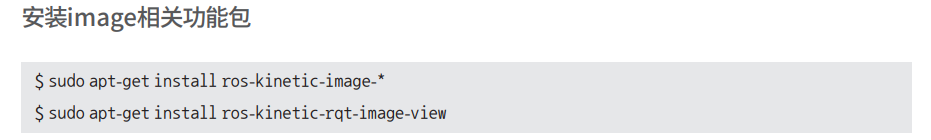 安装image相关功能包
$ sudo apt-get install ros-kinetic-image-*
$ sudo apt-get install ros-kinetic-rqt-image-view